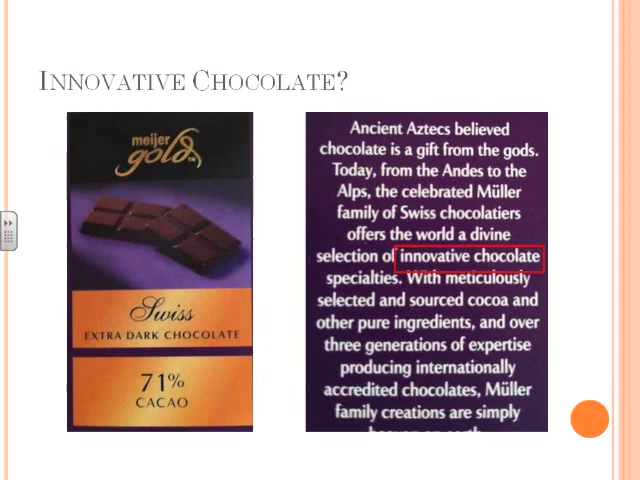 INNOVATIVE CHOCOLATE?
meijer
gold™
Swiss
EXTRA DARK CHOCOLATE
71%
CACAO
Ancient Aztecs believed
chocolate is a gift from the gods.
Today, from the Andes to the
Alps, the celebrated Müller
family of Swiss chocolatiers
offers the world a divine
selection of innovative chocolate
specialties. With meticulously
selected and sourced cocoa and
other pure ingredients, and over
three generations of expertise
producing internationally
accredited chocolates, Müller
family creations are simply